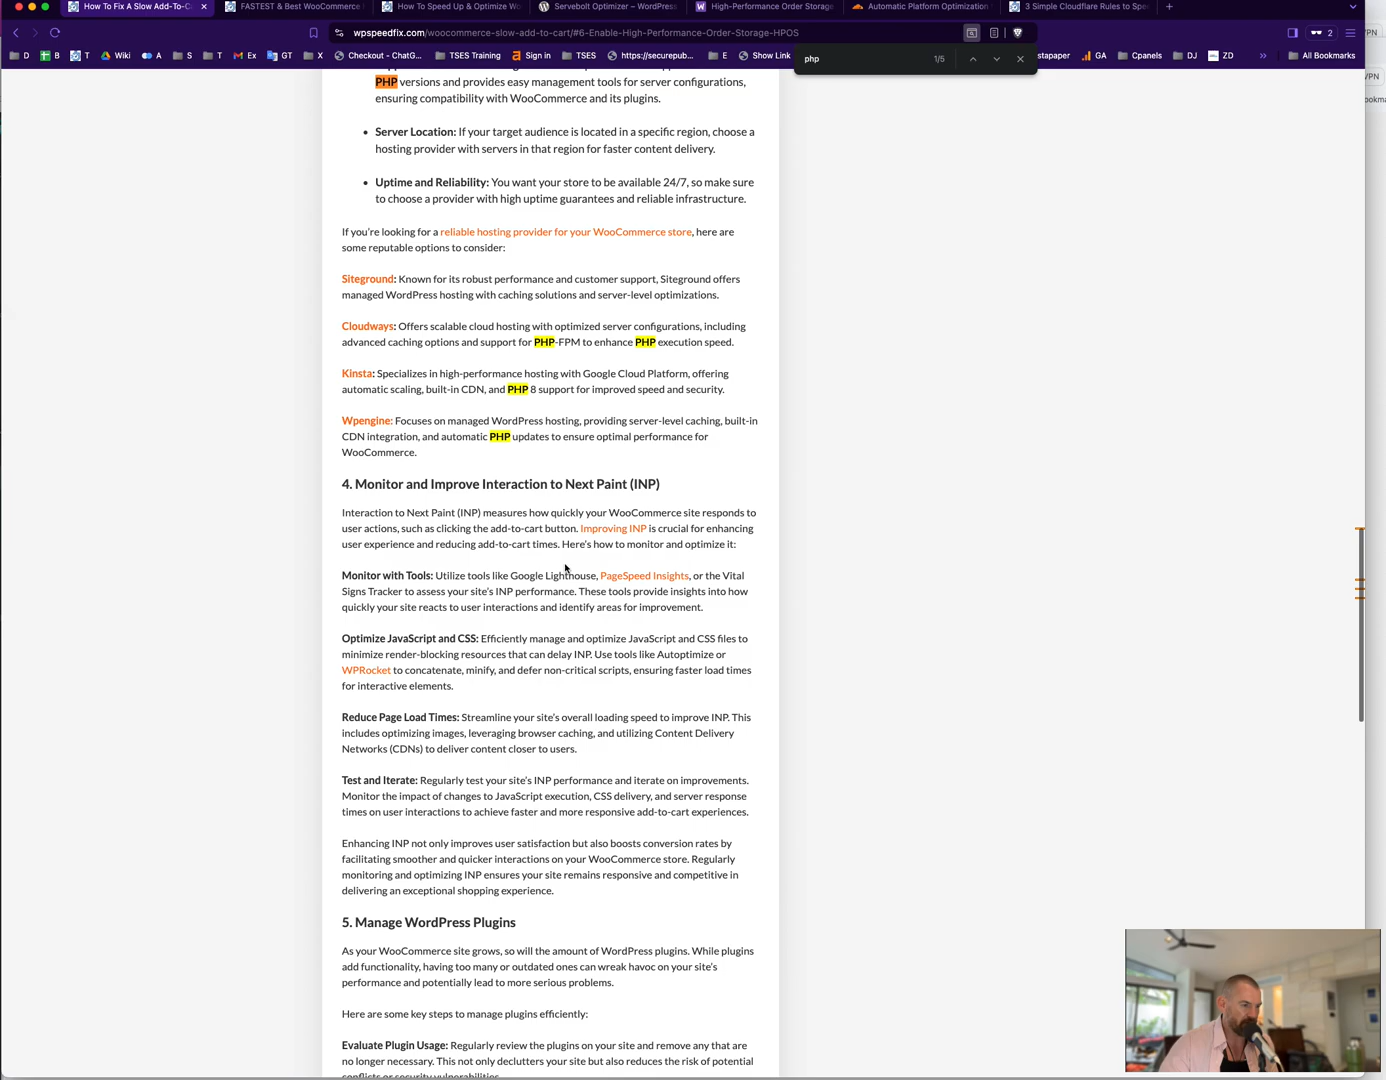 How To Fix A Slow Add-To-C
FASTEST & Best WooCommerce
How To Speed Up & Optimize Wo
Servebolt Optimizer – WordPress
High-Performance Order Storage
Automatic Platform Optimization
3 Simple Cloudflare Rules to Spe
wpspeedfix.com/woocommerce-slow-add-to-cart/#6-Enable-High-Performance-Order-Storage-HPOS
2
VPN
D
B
T
Wiki
A
S
T
Ex
GT
X
Checkout - ChatG...
TSES Training
Sign in
https://securepub...
E
Show Link
stapaper
GA
Cpanels
DJ
ZD
All Bookmarks
php
1/5
VPN
ookma
PHP versions and provides easy management tools for server configurations,
ensuring compatibility with WooCommerce and its plugins.
• Server Location: If your target audience is located in a specific region, choose a
hosting provider with servers in that region for faster content delivery.
• Uptime and Reliability: You want your store to be available 24/7, so make sure
to choose a provider with high uptime guarantees and reliable infrastructure.
If you're looking for a reliable hosting provider for your WooCommerce store, here are
some reputable options to consider:
Siteground: Known for its robust performance and customer support, Siteground offers
managed WordPress hosting with caching solutions and server-level optimizations.
Cloudways: Offers scalable cloud hosting with optimized server configurations, including
advanced caching options and support for PHP-FPM to enhance PHP execution speed.
Kinsta: Specializes in high-performance hosting with Google Cloud Platform, offering
automatic scaling, built-in CDN, and PHP 8 support for improved speed and security.
Wpengine: Focuses on managed WordPress hosting, providing server-level caching, built-in
CDN integration, and automatic PHP updates to ensure optimal performance for
WooCommerce.
4. Monitor and Improve Interaction to Next Paint (INP)
Interaction to Next Paint (INP) measures how quickly your WooCommerce site responds to
user actions, such as clicking the add-to-cart button. Improving INP is crucial for enhancing
user experience and reducing add-to-cart times. Here's how to monitor and optimize it:
Monitor with Tools: Utilize tools like Google Lighthouse, PageSpeed Insights, or the Vital
Signs Tracker to assess your site's INP performance. These tools provide insights into how
quickly your site reacts to user interactions and identify areas for improvement.
Optimize JavaScript and CSS: Efficiently manage and optimize JavaScript and CSS files to
minimize render-blocking resources that can delay INP. Use tools like Autoptimize or
WPRocket to concatenate, minify, and defer non-critical scripts, ensuring faster load times
for interactive elements.
Reduce Page Load Times: Streamline your site's overall loading speed to improve INP. This
includes optimizing images, leveraging browser caching, and utilizing Content Delivery
Networks (CDNs) to deliver content closer to users.
Test and Iterate: Regularly test your site's INP performance and iterate on improvements.
Monitor the impact of changes to JavaScript execution, CSS delivery, and server response
times on user interactions to achieve faster and more responsive add-to-cart experiences.
Enhancing INP not only improves user satisfaction but also boosts conversion rates by
facilitating smoother and quicker interactions on your WooCommerce store. Regularly
monitoring and optimizing INP ensures your site remains responsive and competitive in
delivering an exceptional shopping experience.
5. Manage WordPress Plugins
As your WooCommerce site grows, so will the amount of WordPress plugins. While plugins
add functionality, having too many or outdated ones can wreak havoc on your site's
performance and potentially lead to more serious problems.
Here are some key steps to manage plugins efficiently:
Evaluate Plugin Usage: Regularly review the plugins on your site and remove any that are
no longer necessary. This not only declutters your site but also reduces the risk of potential
conflicts or security vulnerabilities.